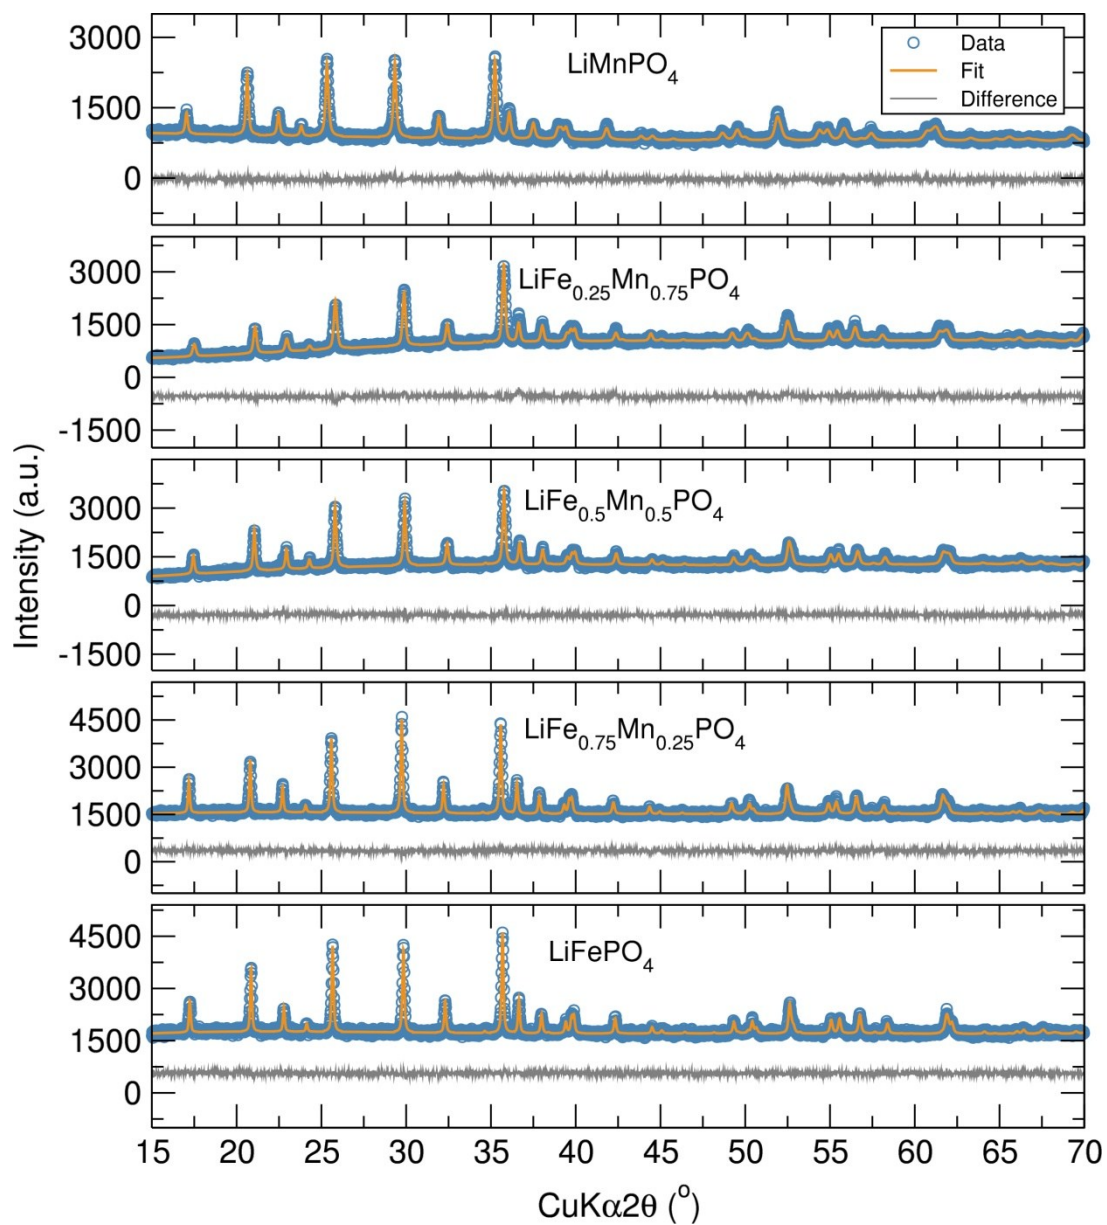 3000
1500
0
LiMnPO4
Data
Fit
Difference
3000
1500
0
-1500
LiFe0.25Mn0.75PO4
3000
1500
0
-1500
LiFe0.5Mn0.5PO4
4500
3000
1500
0
LiFe0.75Mn0.25PO4
4500
3000
1500
0
LiFePO4
Intensity (a.u.)
15 20 25 30 35 40 45 50 55 60 65 70
CuKα2θ (o)